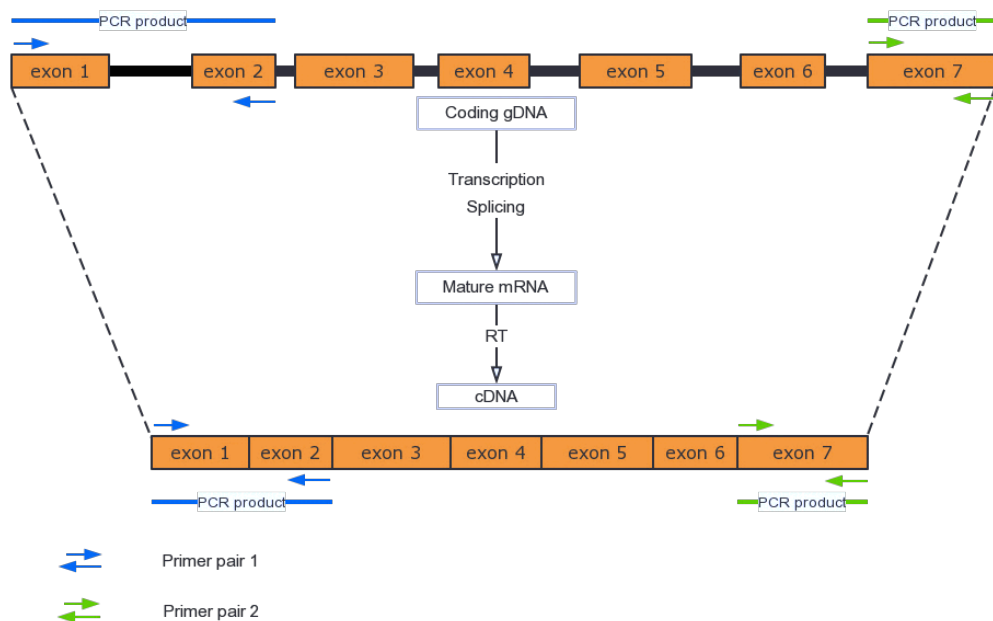 PCR product PCR product
exon 1 exon 2 exon 3 exon 4 exon 5 exon 6 exon 7
Coding gDNA
Transcription
Splicing
Mature mRNA
RT
cDNA
exon 1 exon 2 exon 3 exon 4 exon 5 exon 6 exon 7
PCR product PCR product
Primer pair 1
Primer pair 2